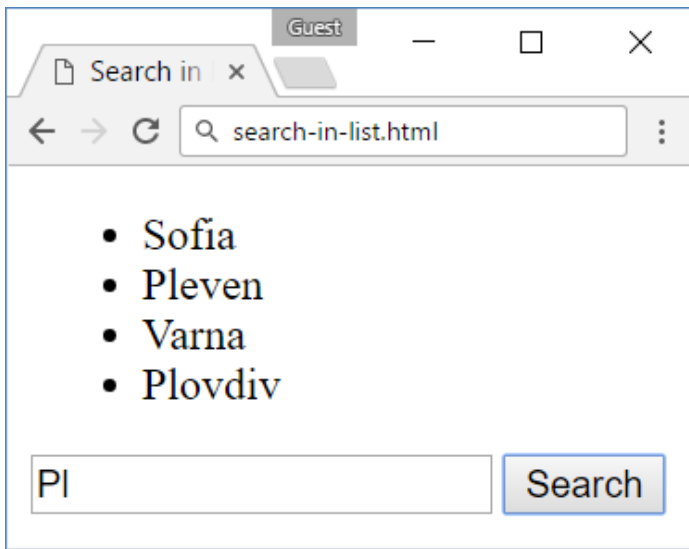 Guest
Search in
search-in-list.html
Sofia
Pleven
Varna
Plovdiv
Pl Search